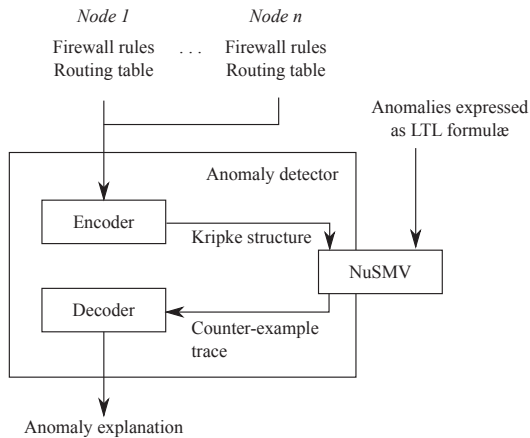 Node 1
Node n
Firewall rules
Routing table
. . .
Firewall rules
Routing table
Anomalies expressed
as LTL formulæ
Anomaly detector
Encoder
Kripke structure
NuSMV
Decoder
Counter-example
trace
Anomaly explanation